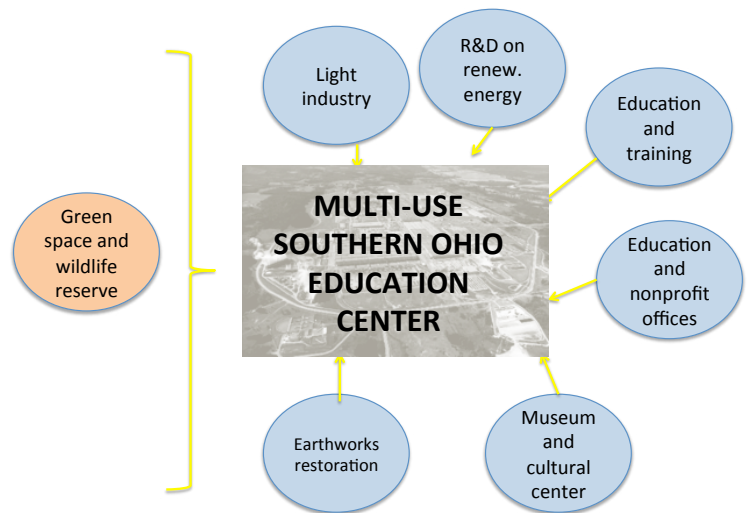 Light
industry
R&D on
renew.
energy
Education
and
training
Green
space and
wildlife
reserve
MULTI-USE
SOUTHERN OHIO
EDUCATION
CENTER
Education
and
nonprofit
offices
Earthworks
restoration
Museum
and
cultural
center